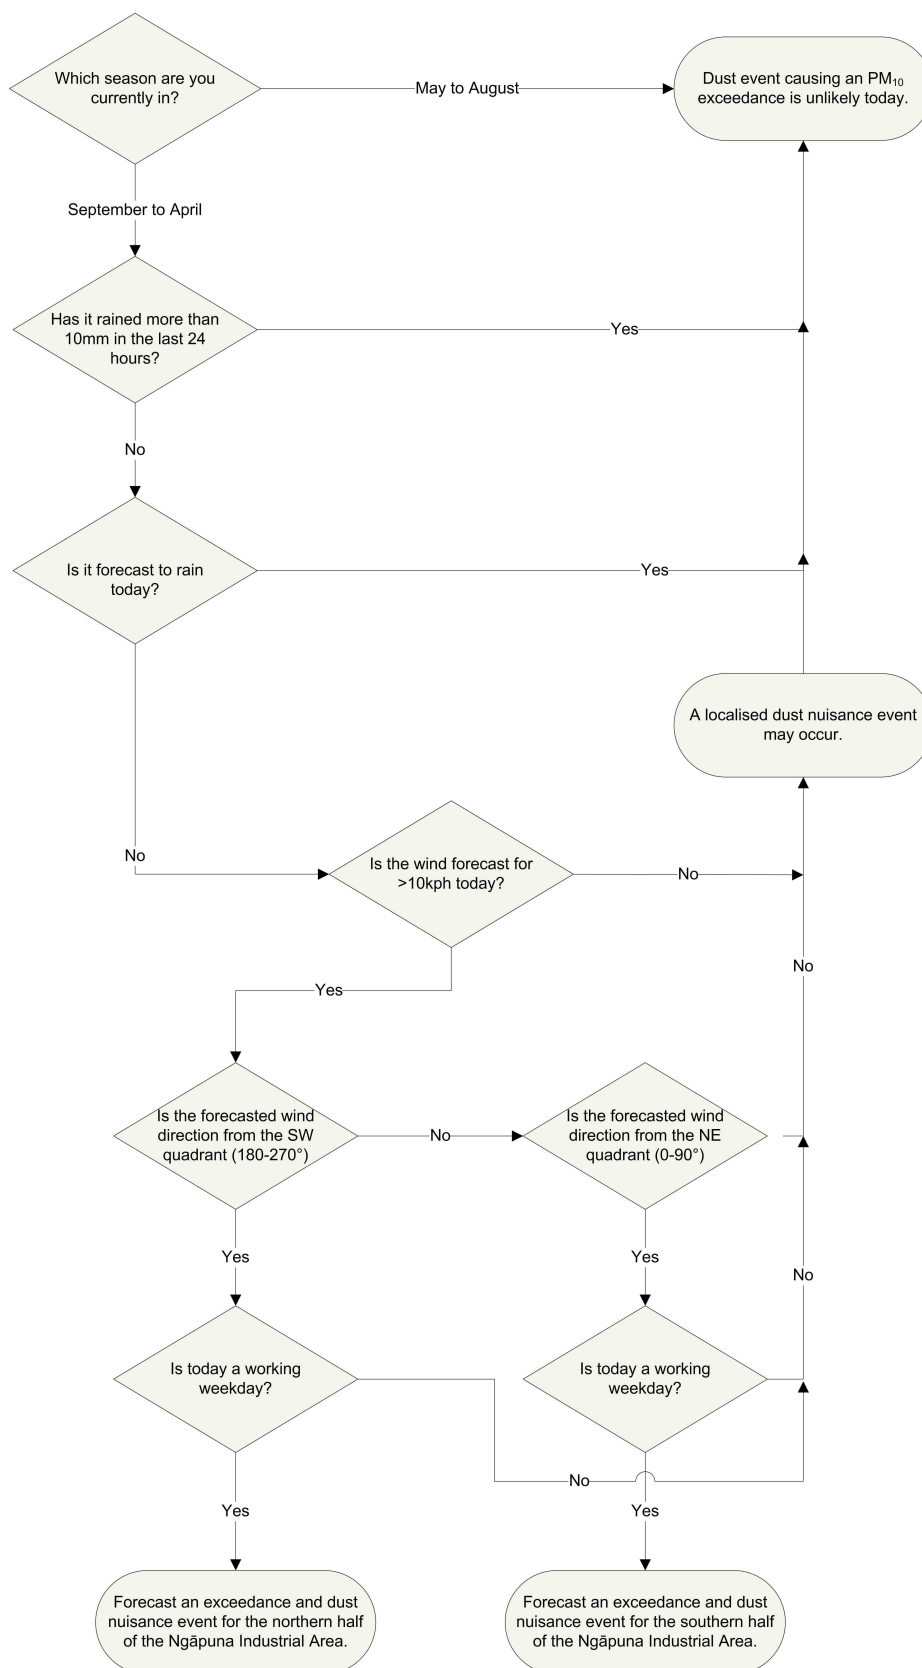 Which season are you
currently in?
May to August
Dust event causing an PM₁₀
exceedance is unlikely today.
September to April
Has it rained more than
10mm in the last 24
hours?
Yes
No
Is it forecast to rain
today?
Yes
A localised dust nuisance event
may occur.
No
Is the wind forecast for
>10kph today?
No
No
Yes
Is the forecasted wind
direction from the SW
quadrant (180-270°)
No
Is the forecasted wind
direction from the NE
quadrant (0-90°)
Yes
Yes
No
Is today a working
weekday?
Is today a working
weekday?
No
Yes
Yes
Forecast an exceedance and dust
nuisance event for the northern half
of the Ngāpuna Industrial Area.
Forecast an exceedance and dust
nuisance event for the southern half
of the Ngāpuna Industrial Area.